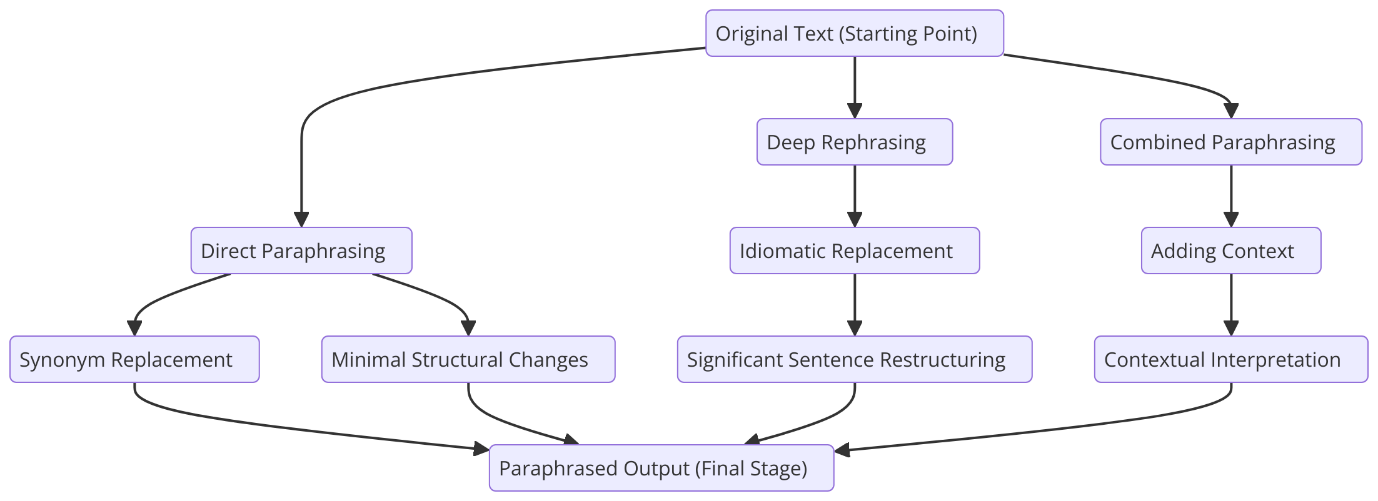 Original Text (Starting Point)
Deep Rephrasing
Combined Paraphrasing
Direct Paraphrasing
Idiomatic Replacement
Adding Context
Synonym Replacement
Minimal Structural Changes
Significant Sentence Restructuring
Contextual Interpretation
Paraphrased Output (Final Stage)